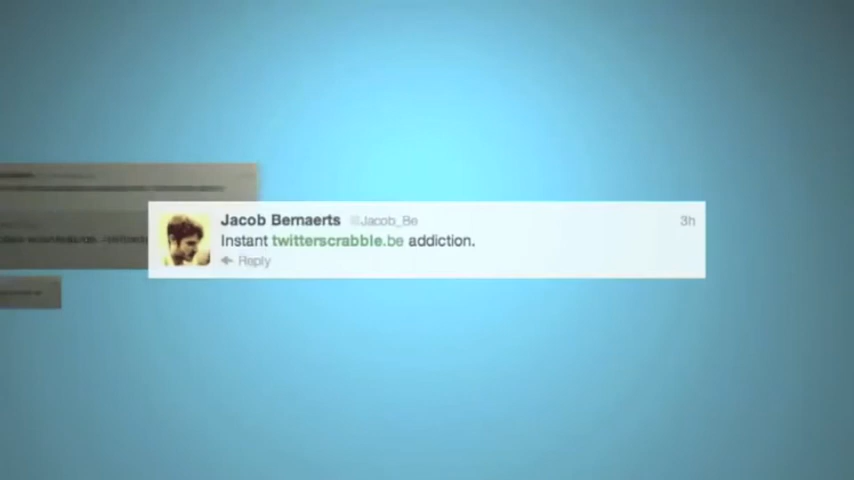 Jacob Bernaerts @Jacob_Be 3h
Instant twitterscrabble.be addiction.
Reply